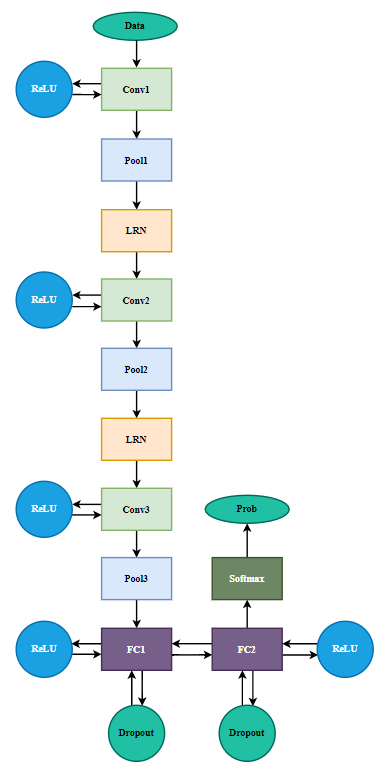 Data
ReLU
Conv1
Pool1
LRN
ReLU
Conv2
Pool2
LRN
ReLU
Conv3
Prob
Pool3
Softmax
ReLU
FC1
FC2
ReLU
Dropout
Dropout